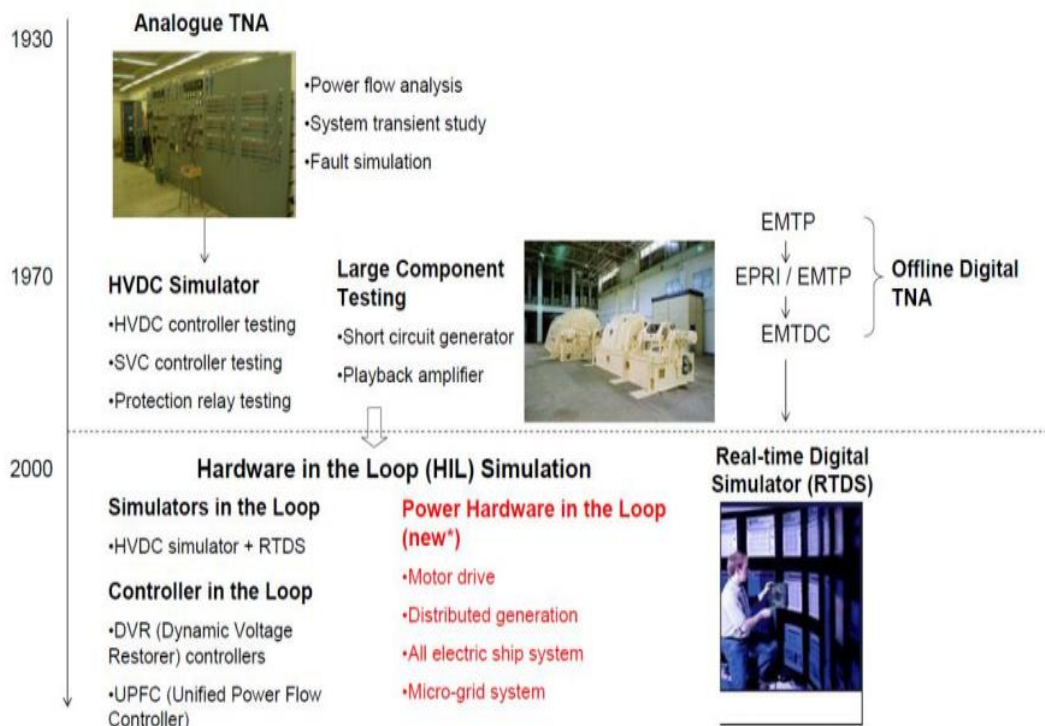 1930
Analogue TNA
•Power flow analysis
•System transient study
•Fault simulation
1970
HVDC Simulator
•HVDC controller testing
•SVC controller testing
•Protection relay testing
Large Component
Testing
•Short circuit generator
•Playback amplifier
EMTP
EPRI / EMTP
EMTDC
Offline Digital
TNA
2000
Hardware in the Loop (HIL) Simulation
Simulators in the Loop
•HVDC simulator + RTDS
Controller in the Loop
•DVR (Dynamic Voltage
Restorer) controllers
•UPFC (Unified Power Flow
Controller)
Power Hardware in the Loop
(new*)
•Motor drive
•Distributed generation
•All electric ship system
•Micro-grid system
Real-time Digital
Simulator (RTDS)